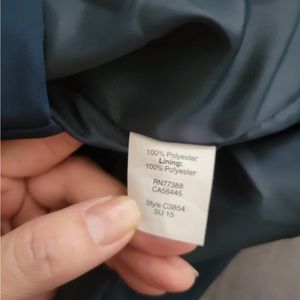 100% Polyester
Lining:
100% Polyester
RN77388
CA56445
Style C3854
SU 15